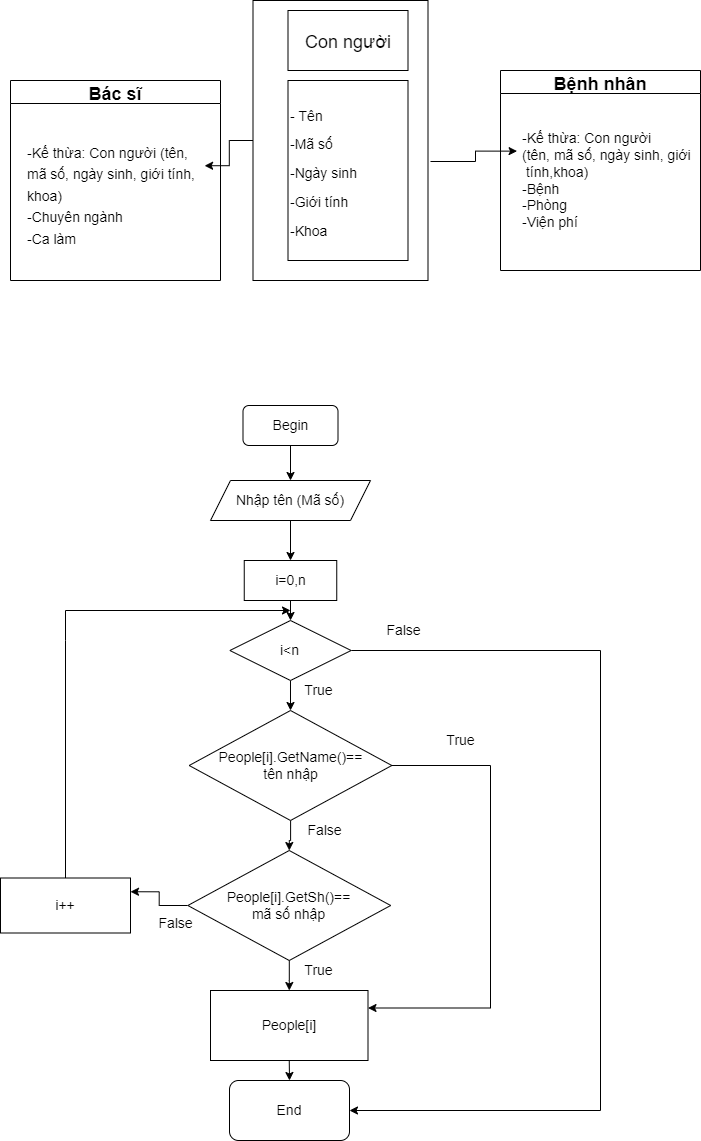 Con người
- Tên
-Mã số
-Ngày sinh
-Giới tính
-Khoa
Bác sĩ
-Kế thừa: Con người (tên,
mã số, ngày sinh, giới tính,
khoa)
-Chuyên ngành
-Ca làm
Bệnh nhân
-Kế thừa: Con người
(tên, mã số, ngày sinh, giới
tính,khoa)
-Bệnh
-Phòng
-Viện phí
Begin
Nhập tên (Mã số)
i=0,n
i<n
False
True
People[i].GetName()==
tên nhập
True
False
People[i].GetSh()==
mã số nhập
i++
False
True
People[i]
End